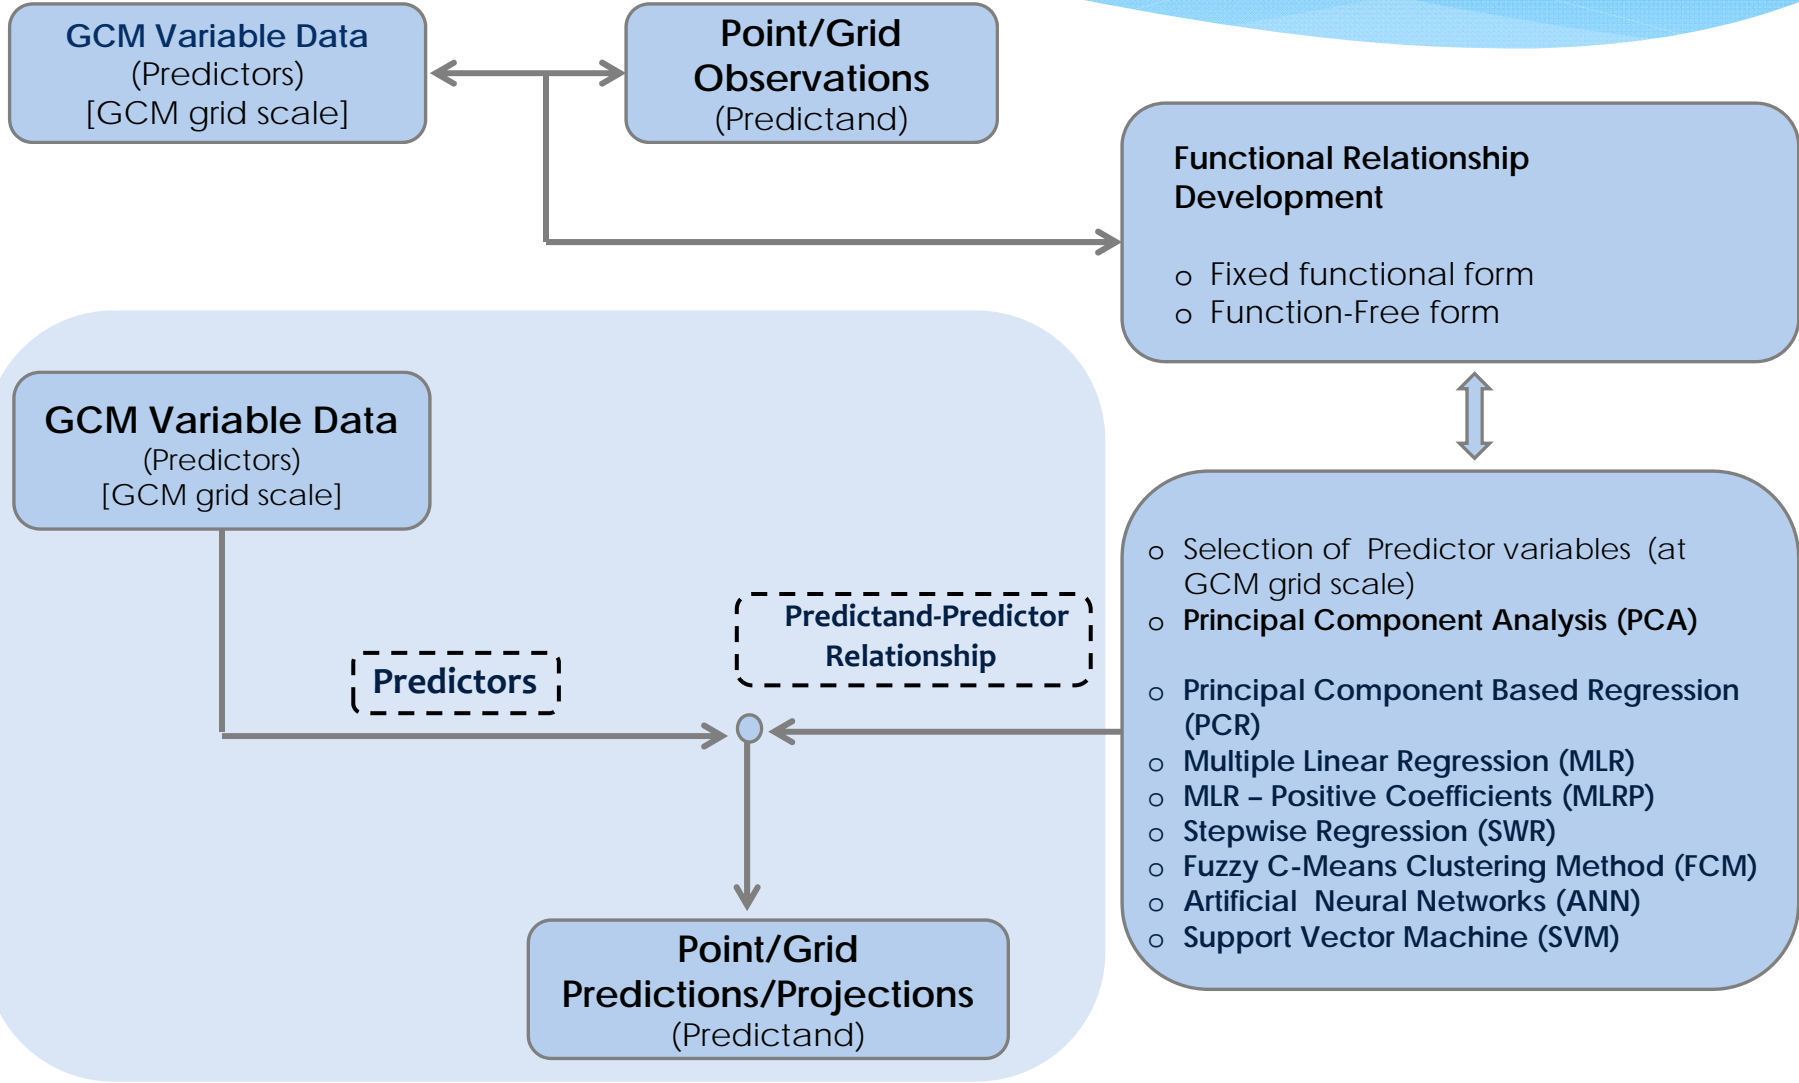 GCM Variable Data
(Predictors)
[GCM grid scale]
Point/Grid
Observations
(Predictand)
Functional Relationship
Development
o Fixed functional form
o Function-Free form
GCM Variable Data
(Predictors)
[GCM grid scale]
Predictors
Predictand-Predictor
Relationship
o Selection of Predictor variables (at
GCM grid scale)
o Principal Component Analysis (PCA)
o Principal Component Based Regression
(PCR)
o Multiple Linear Regression (MLR)
o MLR – Positive Coefficients (MLRP)
o Stepwise Regression (SWR)
o Fuzzy C-Means Clustering Method (FCM)
o Artificial Neural Networks (ANN)
o Support Vector Machine (SVM)
Point/Grid
Predictions/Projections
(Predictand)